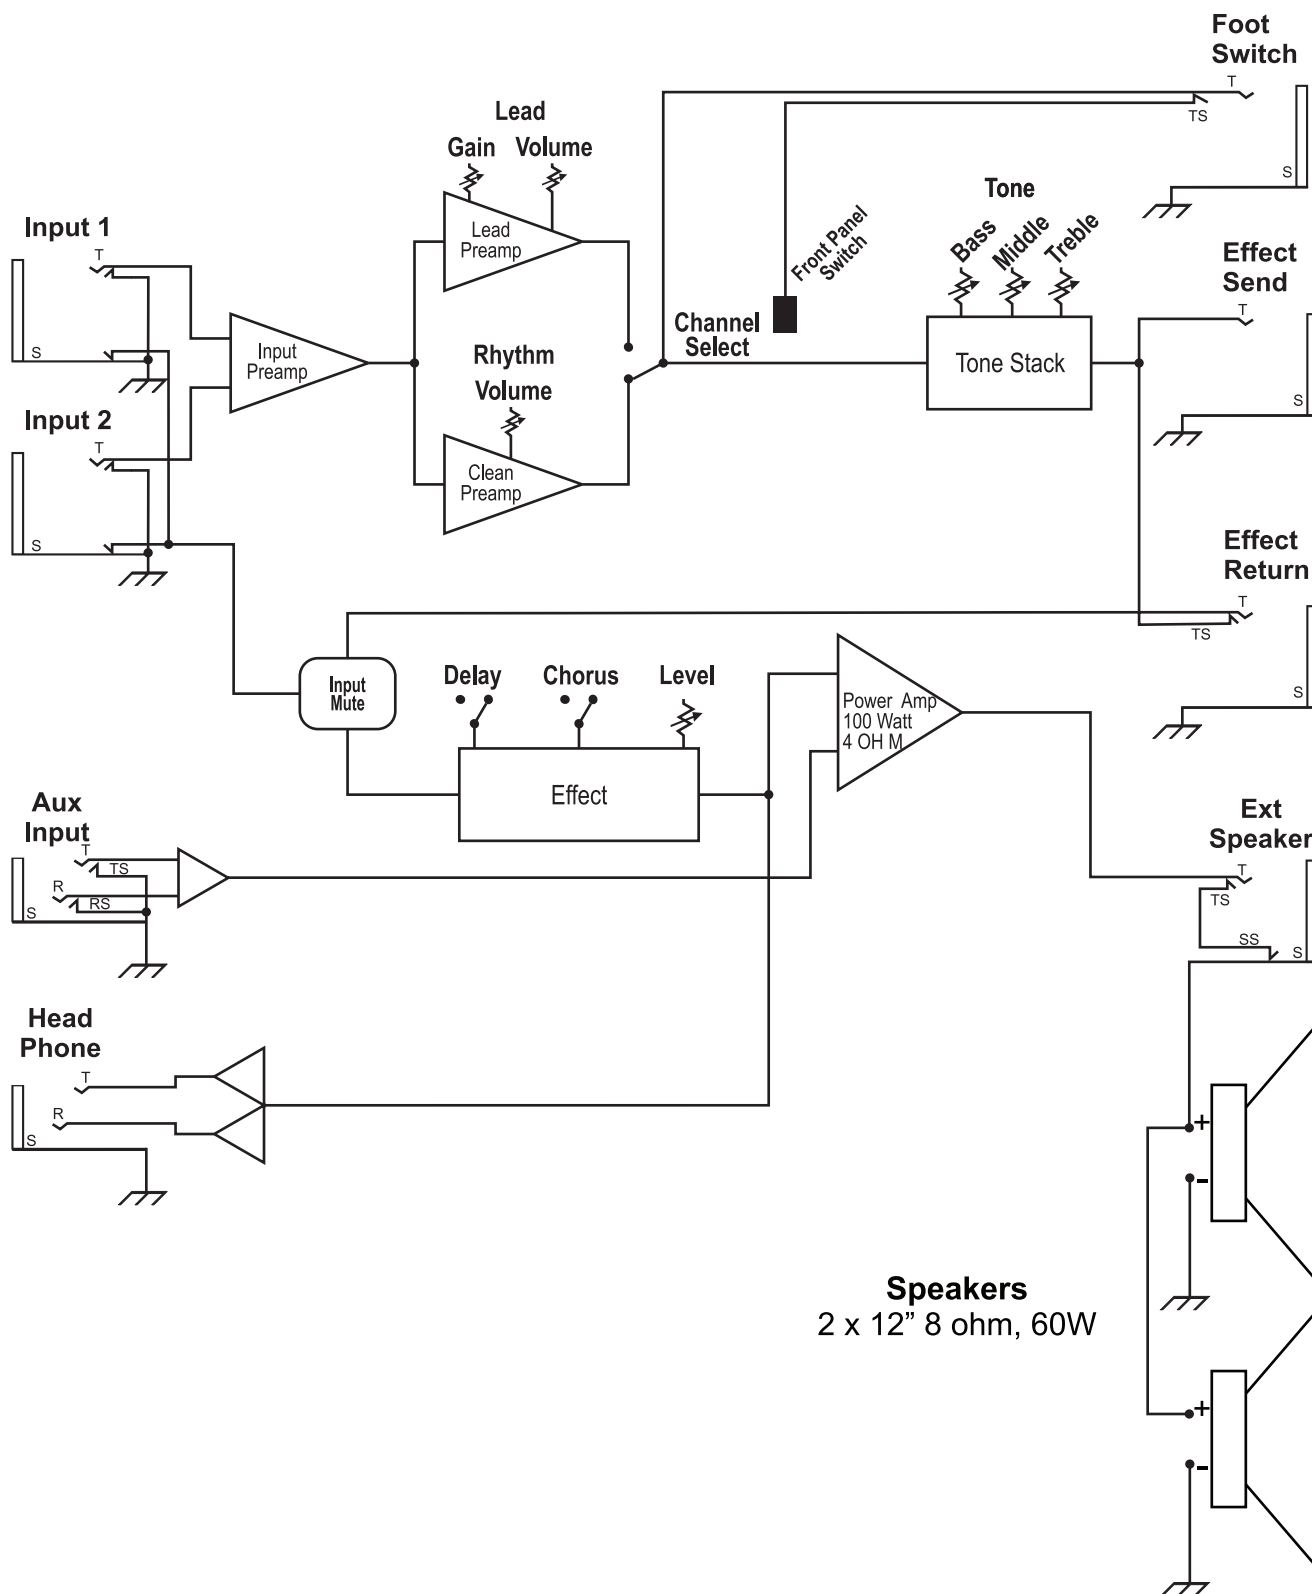 Foot
Switch
T
TS
S
Lead
Gain
Volume
Lead
Preamp
Input 1
T
S
Input
Preamp
Rhythm
Volume
Clean
Preamp
Channel
Select
Front Panel
Switch
Tone
Bass
Middle
Treble
Tone Stack
Effect
Send
T
S
Input 2
T
S
Effect
Return
T
TS
S
Input
Mute
Delay
Chorus
Level
Effect
Power Amp
100 Watt
4 OH M
Aux
Input
T
TS
R
RS
S
Ext
Speaker
T
TS
SS
S
Head
Phone
T
R
S
+
-
Speakers
2 x 12” 8 ohm, 60W
+
-